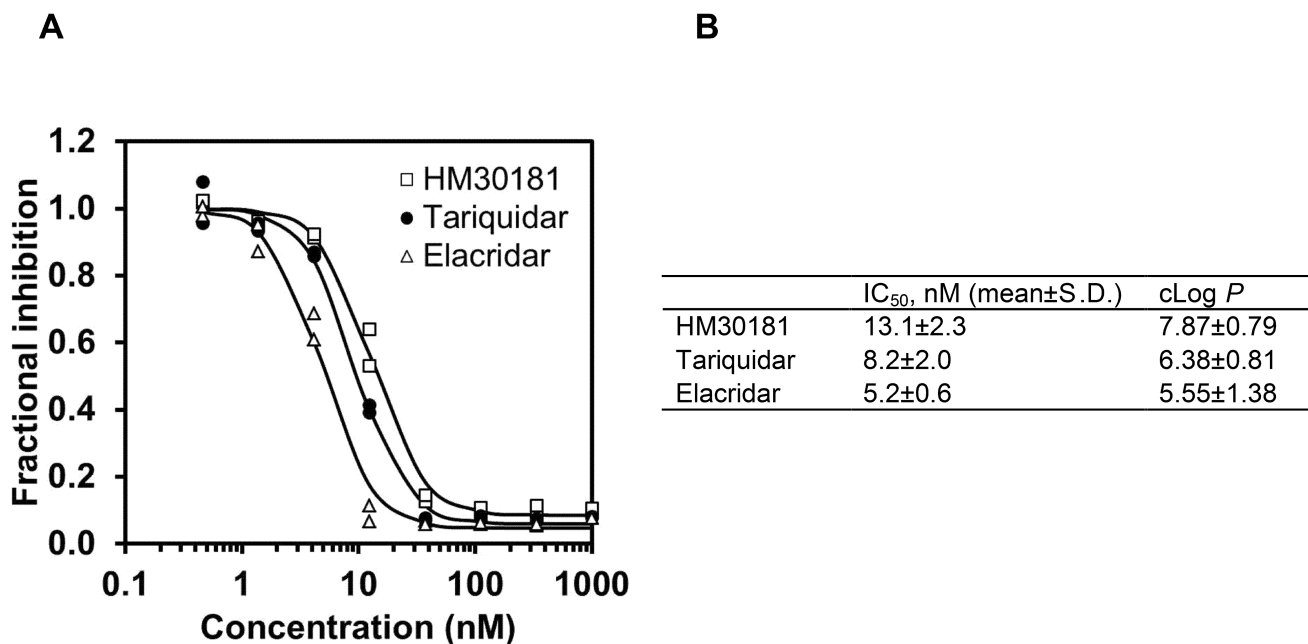 A
B
1.2
1.0
0.8
0.6
0.4
0.2
0.0
Fractional inhibition
HM30181
Tariquidar
Elacridar
0.1 1 10 100 1000
Concentration (nM)
IC50, nM (mean±S.D.) cLog P
HM30181 13.1±2.3 7.87±0.79
Tariquidar 8.2±2.0 6.38±0.81
Elacridar 5.2±0.6 5.55±1.38